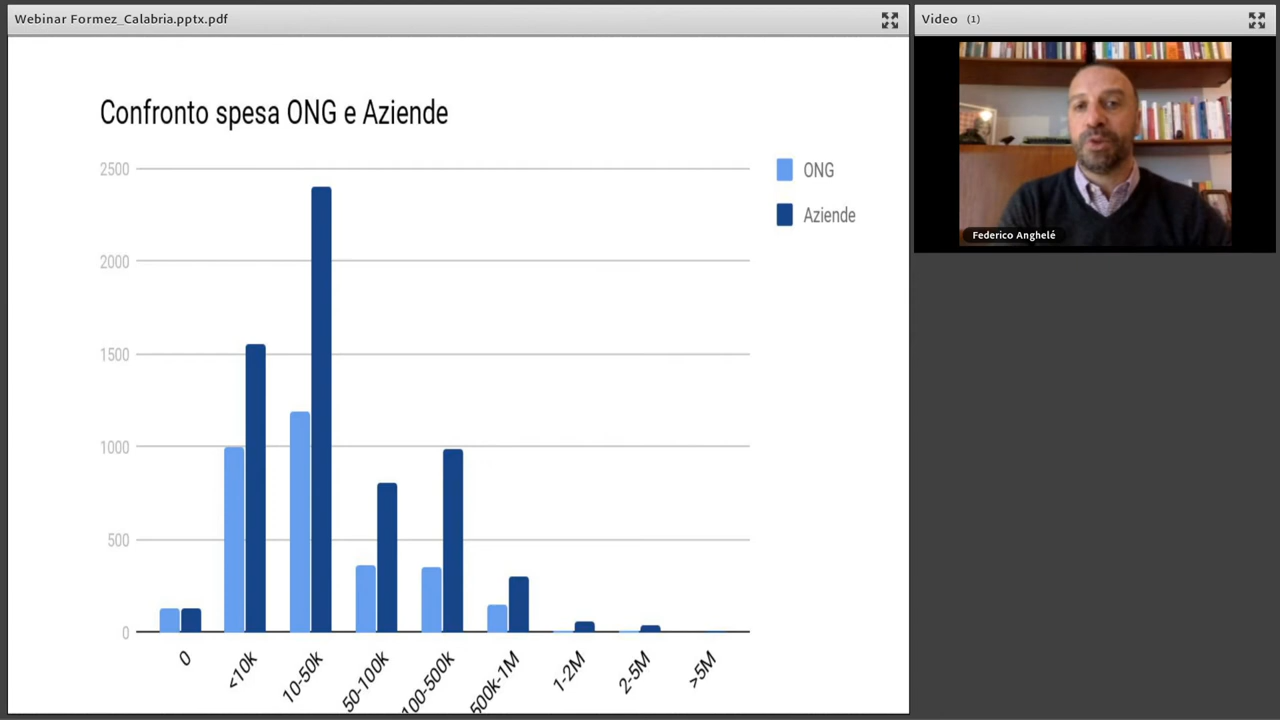 Webinar Formez_Calabria.pptx.pdf
Video (1)
Federico Anghelé
Confronto spesa ONG e Aziende
ONG
Aziende
2500
2000
1500
1000
500
0
0
<10k
10-50k
50-100k
100-500k
500k-1M
1-2M
2-5M
>5M